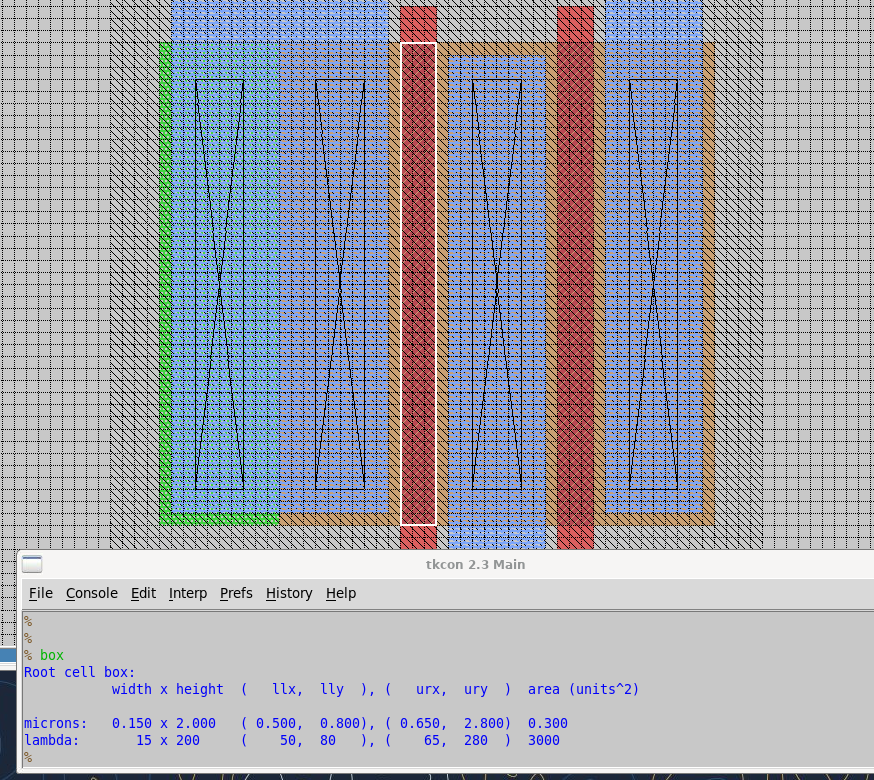 tkcon 2.3 Main
File Console Edit Interp Prefs History Help
%
%
% box
Root cell box:
width x height ( llx, lly ), ( urx, ury ) area (units^2)
microns: 0.150 x 2.000 ( 0.500, 0.800), ( 0.650, 2.800) 0.300
lambda: 15 x 200 ( 50, 80 ), ( 65, 280 ) 3000
%